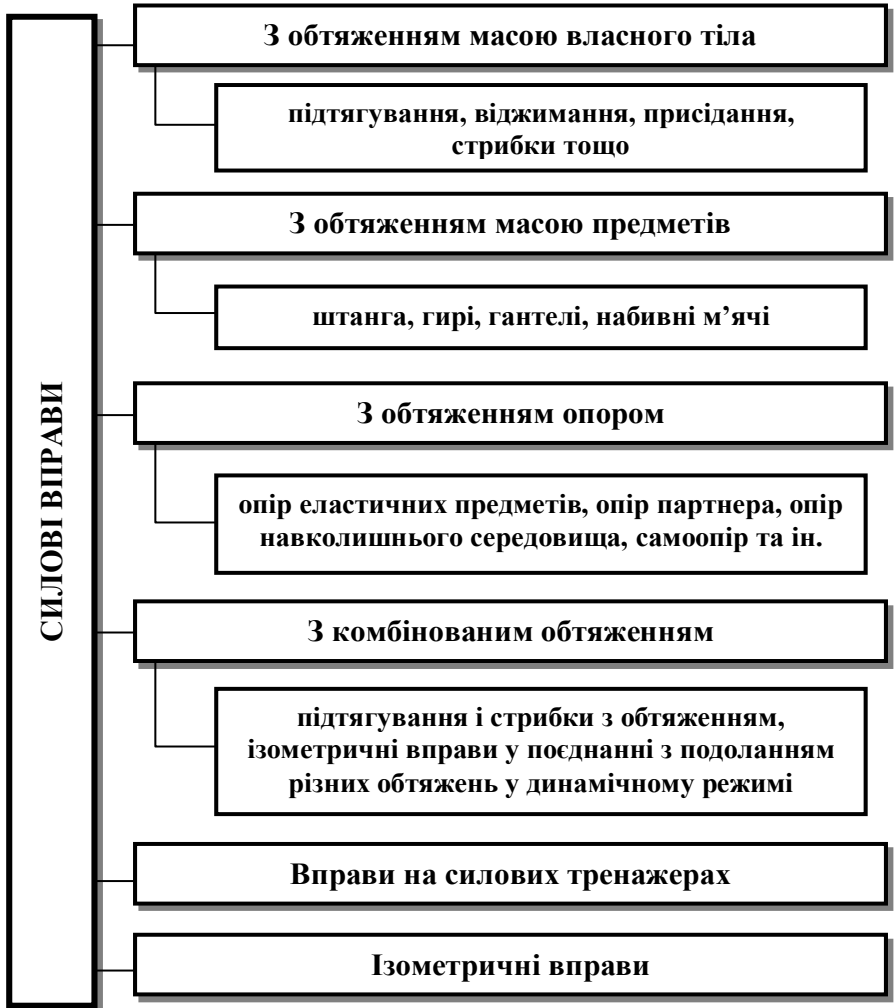 СИЛОВІ ВПРАВИ
З обтяженням масою власного тіла
підтягування, віджимання, присідання,
стрибки тощо
З обтяженням масою предметів
штанга, гирі, гантелі, набивні м’ячі
З обтяженням опором
опір еластичних предметів, опір партнера, опір
навколишнього середовища, самоопір та ін.
З комбінованим обтяженням
підтягування і стрибки з обтяженням,
ізометричні вправи у поєднанні з подоланням
різних обтяжень у динамічному режимі
Вправи на силових тренажерах
Ізометричні вправи